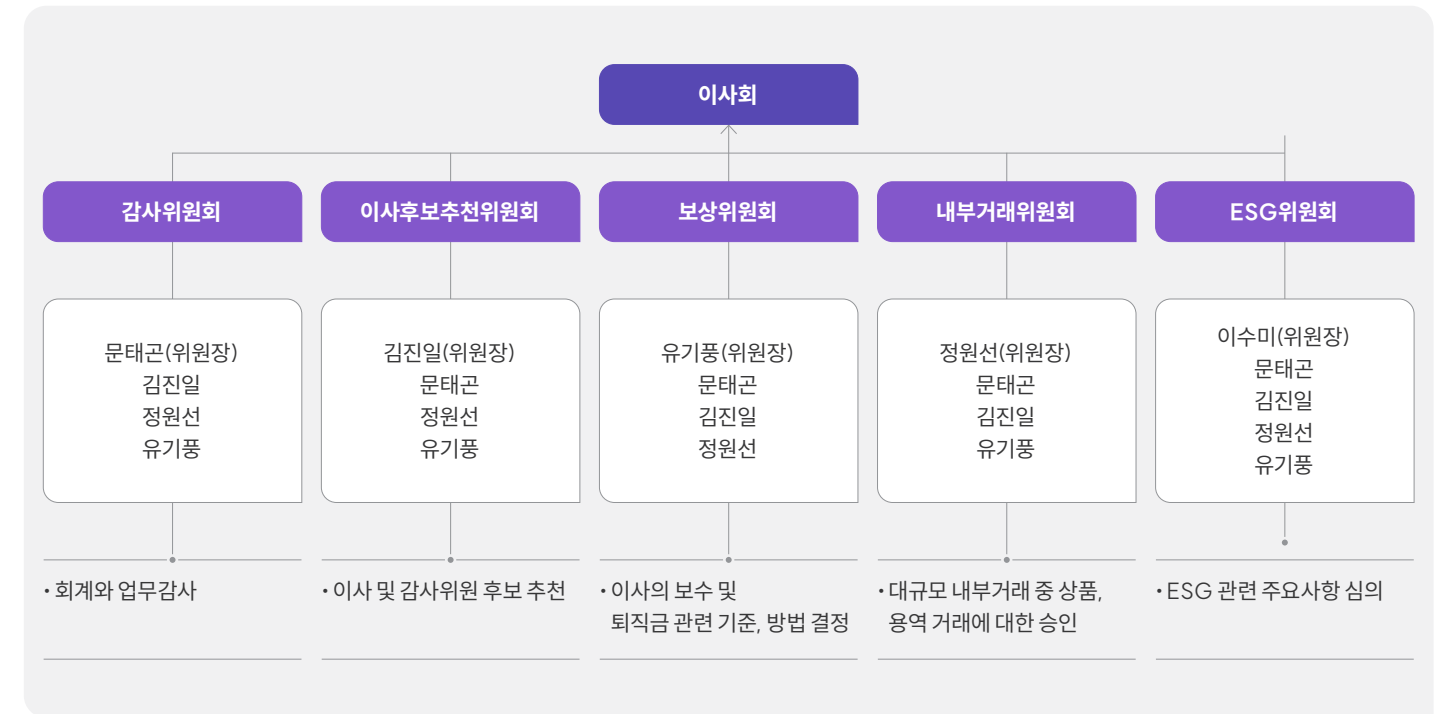 이사회
감사위원회
이사후보추천위원회
보상위원회
내부거래위원회
ESG위원회
문태곤(위원장)
김진일
정원선
유기풍
김진일(위원장)
문태곤
정원선
유기풍
유기풍(위원장)
문태곤
김진일
정원선
정원선(위원장)
문태곤
김진일
유기풍
이수미(위원장)
문태곤
김진일
정원선
유기풍
• 회계와 업무감사
• 이사 및 감사위원 후보 추천
• 이사의 보수 및
퇴직금 관련 기준, 방법 결정
• 대규모 내부거래 중 상품,
용역 거래에 대한 승인
• ESG 관련 주요사항 심의